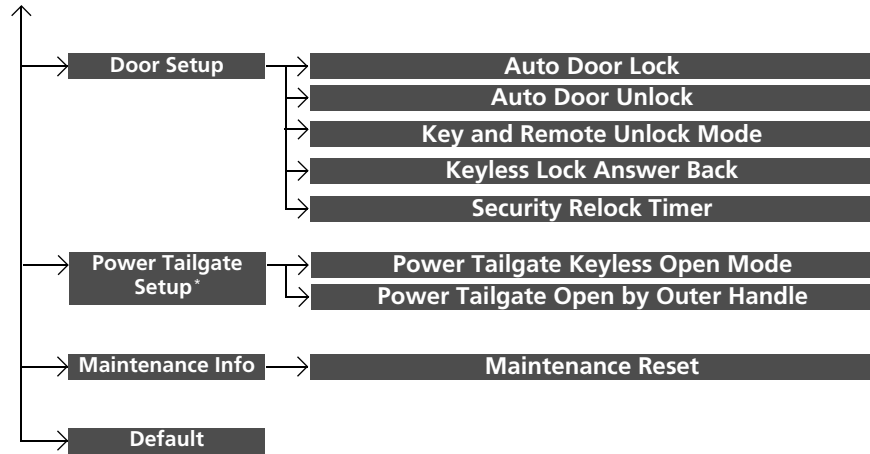 Door Setup
Auto Door Lock
Auto Door Unlock
Key and Remote Unlock Mode
Keyless Lock Answer Back
Security Relock Timer
Power Tailgate
Setup*
Power Tailgate Keyless Open Mode
Power Tailgate Open by Outer Handle
Maintenance Info
Maintenance Reset
Default